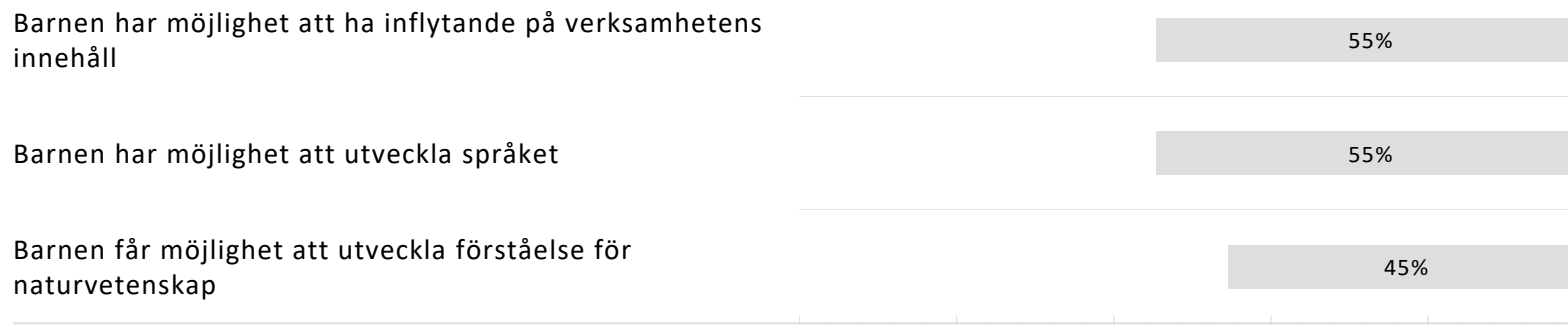 Barnen har möjlighet att ha inflytande på verksamhetens
innehåll
55%
Barnen har möjlighet att utveckla språket
55%
Barnen får möjlighet att utveckla förståelse för
naturvetenskap
45%